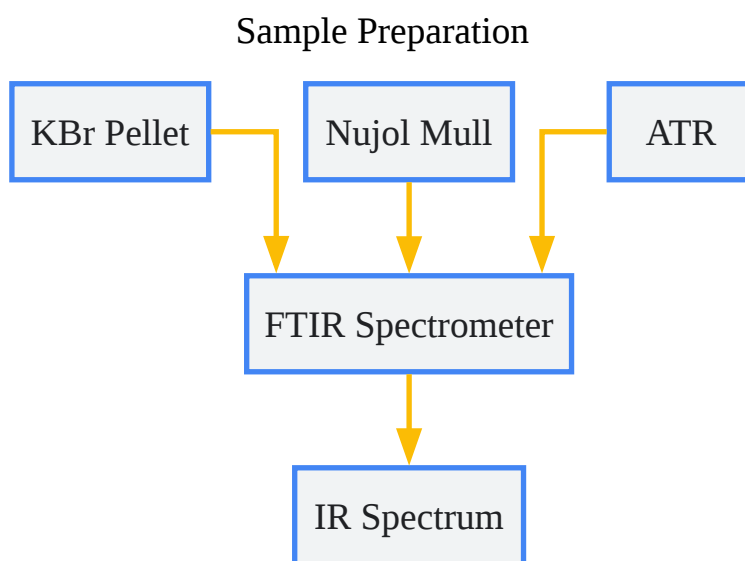 Sample Preparation
KBr Pellet
Nujol Mull
ATR
FTIR Spectrometer
IR Spectrum